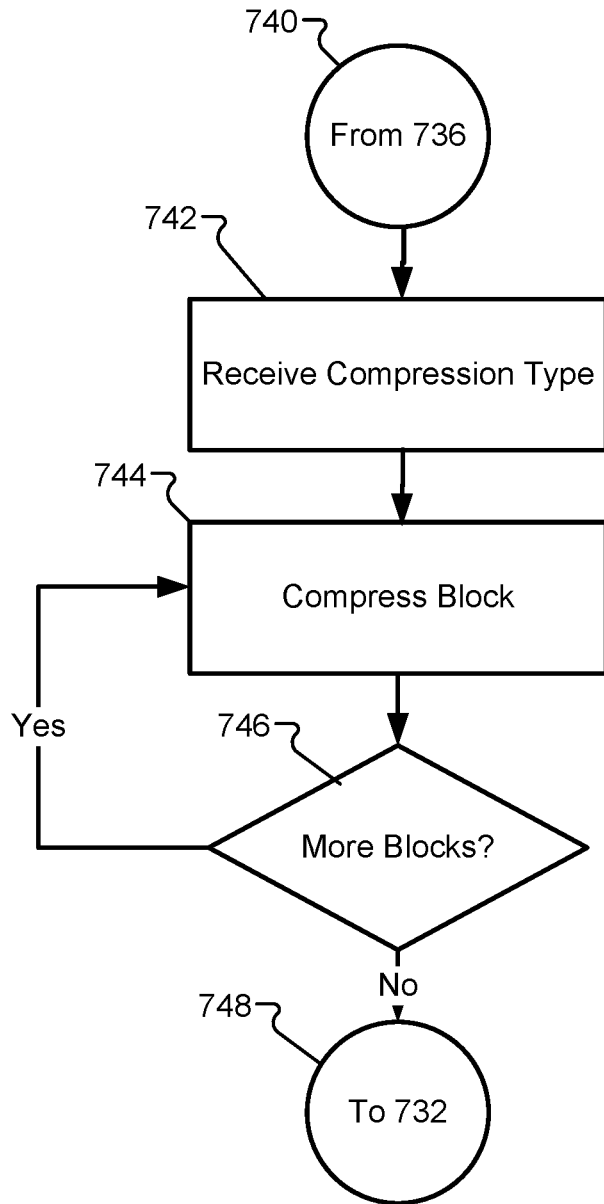 740
From 736
742
Receive Compression Type
744
Compress Block
Yes
746
More Blocks?
No
748
To 732